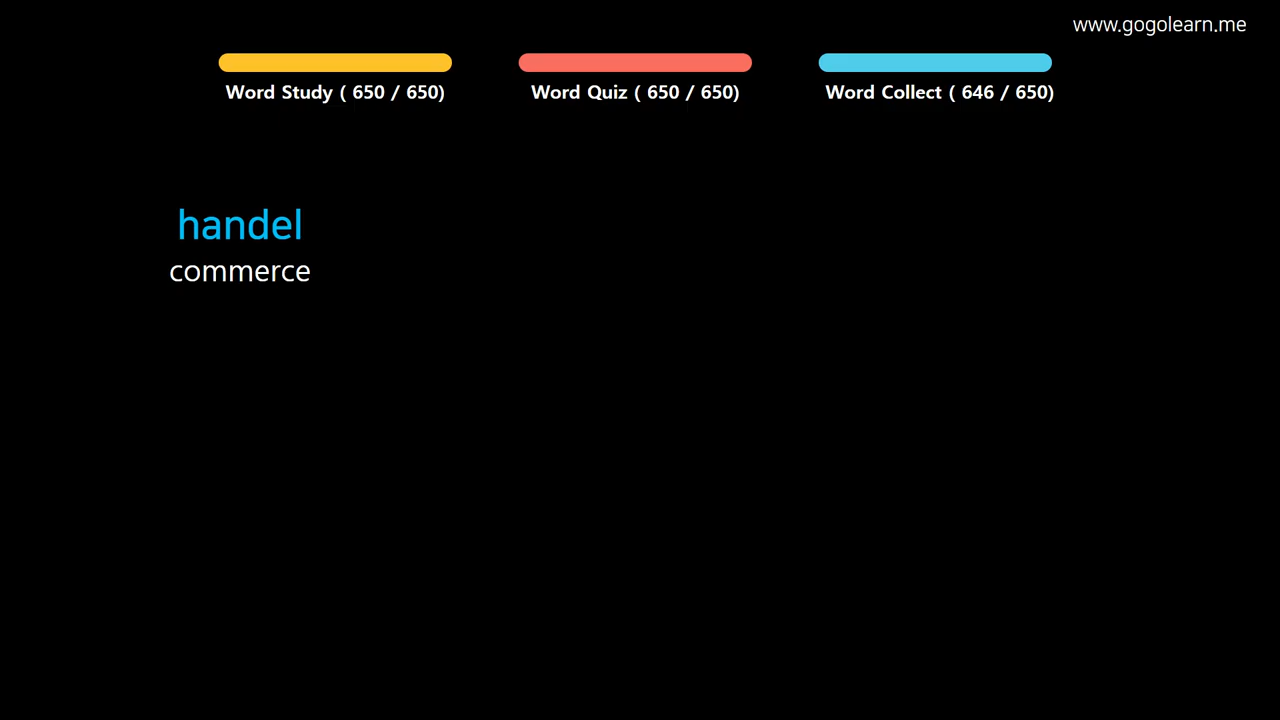 www.gogolearn.me
Word Study ( 650 / 650)
Word Quiz ( 650 / 650)
Word Collect ( 646 / 650)
handel
commerce